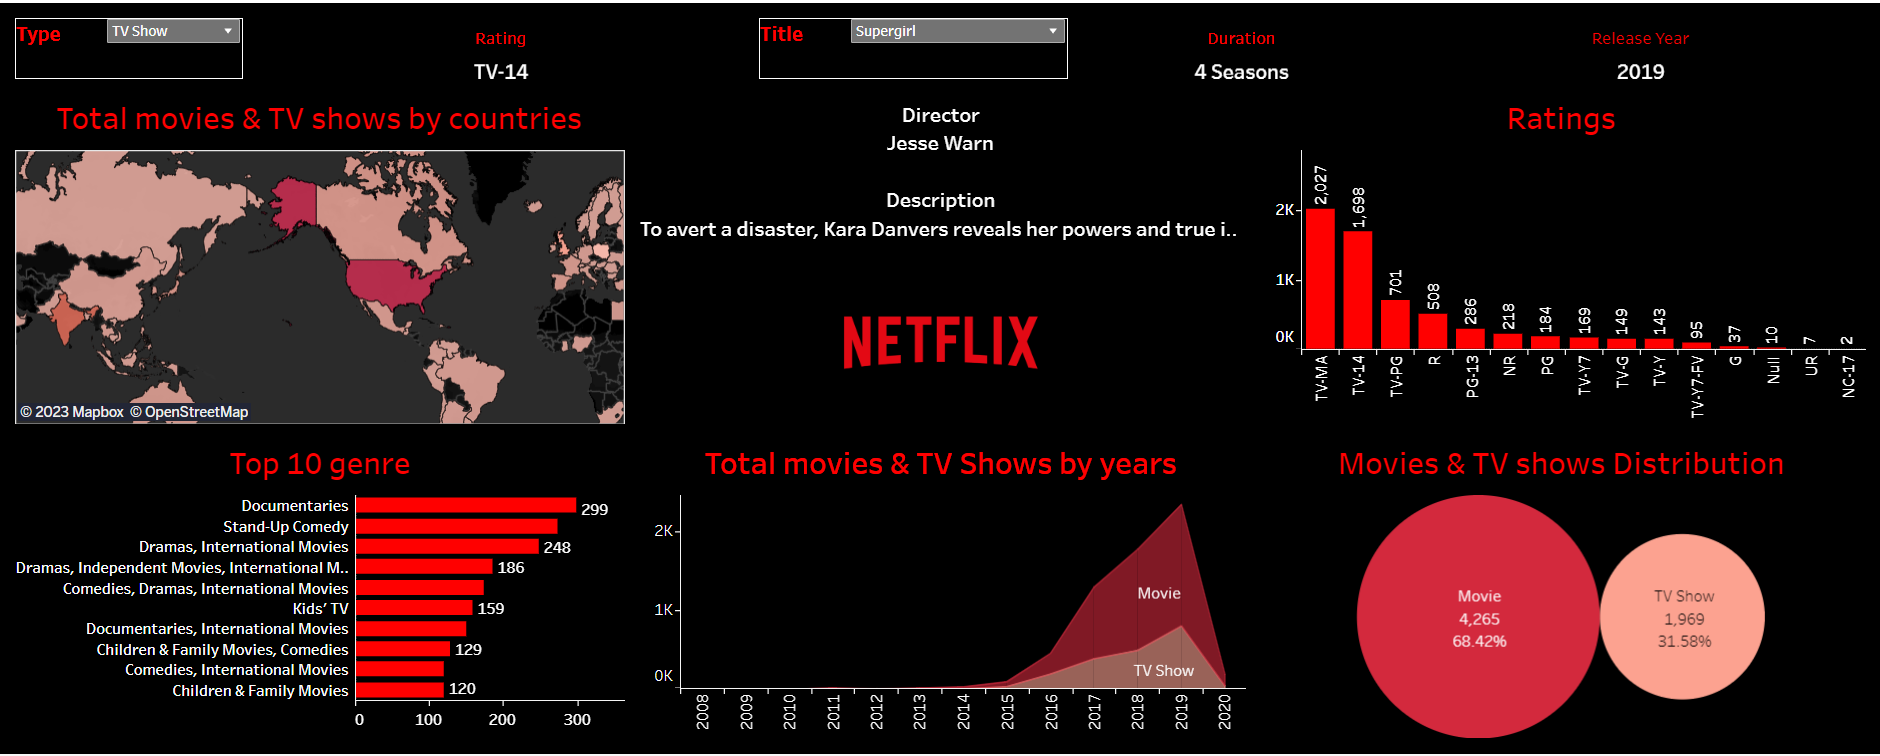 Type
TV Show
Rating
TV-14
Title
Supergirl
Duration
4 Seasons
Release Year
2019
Total movies & TV shows by countries
© 2023 Mapbox © OpenStreetMap
Director
Jesse Warn
Description
To avert a disaster, Kara Danvers reveals her powers and true i..
NETFLIX
Ratings
2K
1K
0K
2,027
1,698
701
508
286
218
184
169
149
143
95
37
10
7
2
TV-MA
TV-14
TV-PG
R
PG-13
NR
PG
TV-Y7
TV-G
TV-Y
TV-Y7-FV
G
Null
UR
NC-17
Top 10 genre
Documentaries 299
Stand-Up Comedy
Dramas, International Movies 248
Dramas, Independent Movies, International M.. 186
Comedies, Dramas, International Movies
Kids’ TV 159
Documentaries, International Movies
Children & Family Movies, Comedies 129
Comedies, International Movies
Children & Family Movies 120
0 100 200 300
Total movies & TV Shows by years
2K
1K
0K
Movie
TV Show
2008
2009
2010
2011
2012
2013
2014
2015
2016
2017
2018
2019
2020
Movies & TV shows Distribution
Movie
4,265
68.42%
TV Show
1,969
31.58%